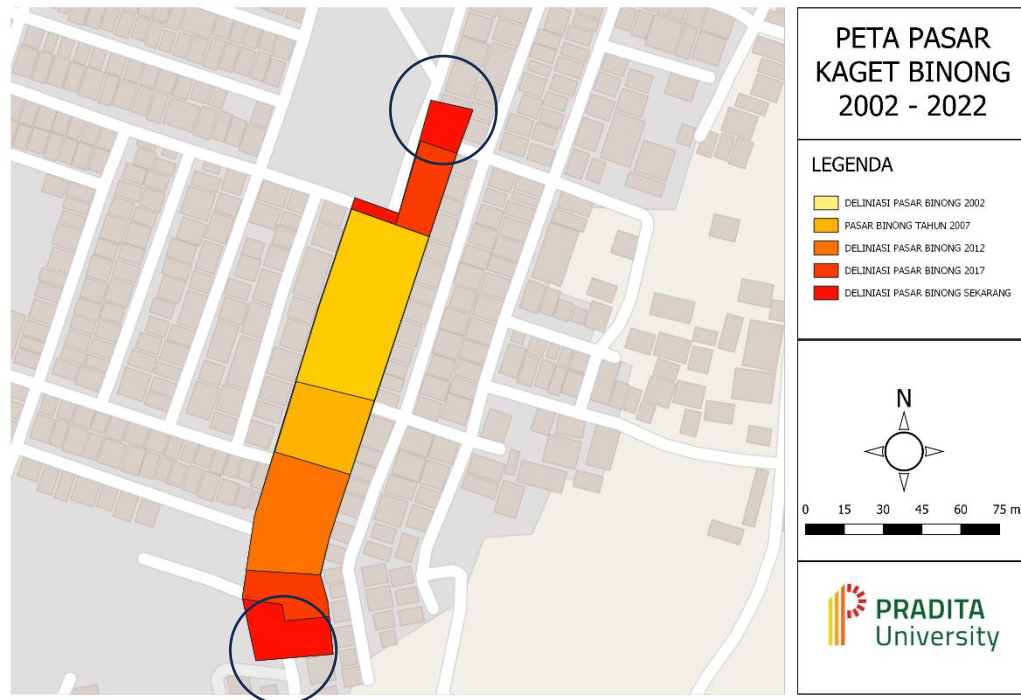 PETA PASAR
KAGET BINONG
2002 - 2022
LEGENDA
DELINIASI PASAR BINONG 2002
PASAR BINONG TAHUN 2007
DELINIASI PASAR BINONG 2012
DELINIASI PASAR BINONG 2017
DELINIASI PASAR BINONG SEKARANG
N
0 15 30 45 60 75 m
PRADITA
University